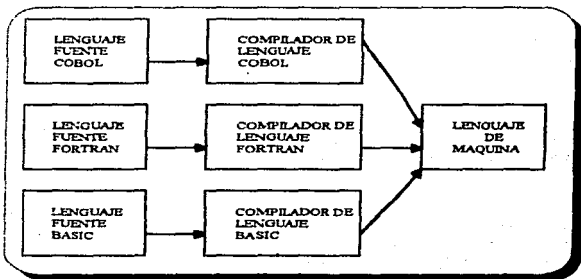 LENGUAJE
FUENTE
COBOL
COMPILADOR DE
LENGUAJE
COBOL
LENGUAJE
FUENTE
FORTRAN
COMPILADOR DE
LENGUAJE
FORTRAN
LENGUAJE
DE
MAQUINA
LENGUAJE
FUENTE
BASIC
COMPILADOR DE
LENGUAJE
BASIC